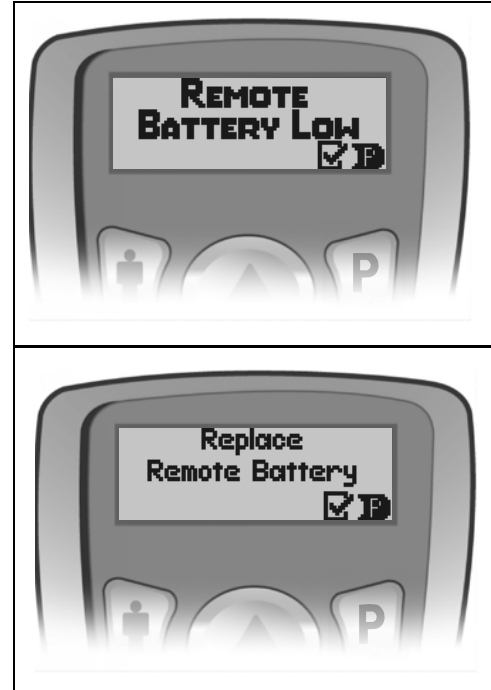 REMOTE
BATTERY LOW
P
P
Replace
Remote Battery
P
P